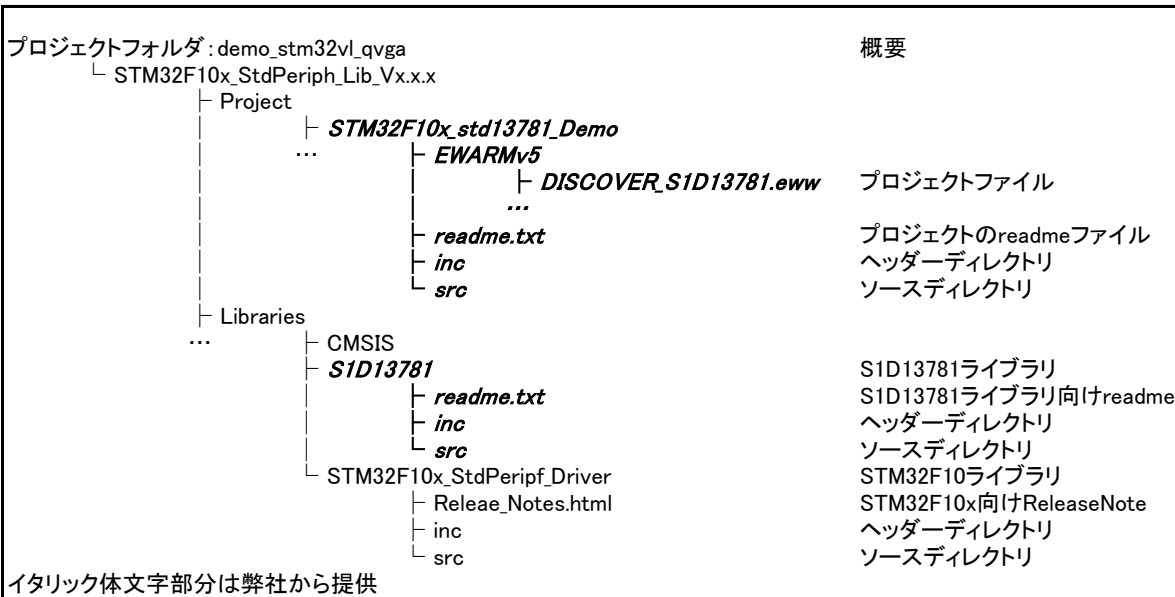 プロジェクトフォルダ：demo_stm32vl_qvga 概要
└ STM32F10x_StdPeriph_Lib_Vx.x.x
├ Project
│ ├ STM32F10x_std13781_Demo
│ … ├ EWARMv5
│ │ ├ DISCOVER_S1D13781.eww プロジェクトファイル
│ │ …
│ ├ readme.txt プロジェクトのreadmeファイル
│ ├ inc ヘッダーディレクトリ
│ └ src ソースディレクトリ
├ Libraries
… ├ CMSIS
├ S1D13781 S1D13781ライブラリ
│ ├ readme.txt S1D13781ライブラリ向けreadme
│ ├ inc ヘッダーディレクトリ
│ └ src ソースディレクトリ
└ STM32F10x_StdPeripf_Driver STM32F10ライブラリ
├ Releae_Notes.html STM32F10x向けReleaseNote
├ inc ヘッダーディレクトリ
└ src ソースディレクトリ
イタリック体文字部分は弊社から提供